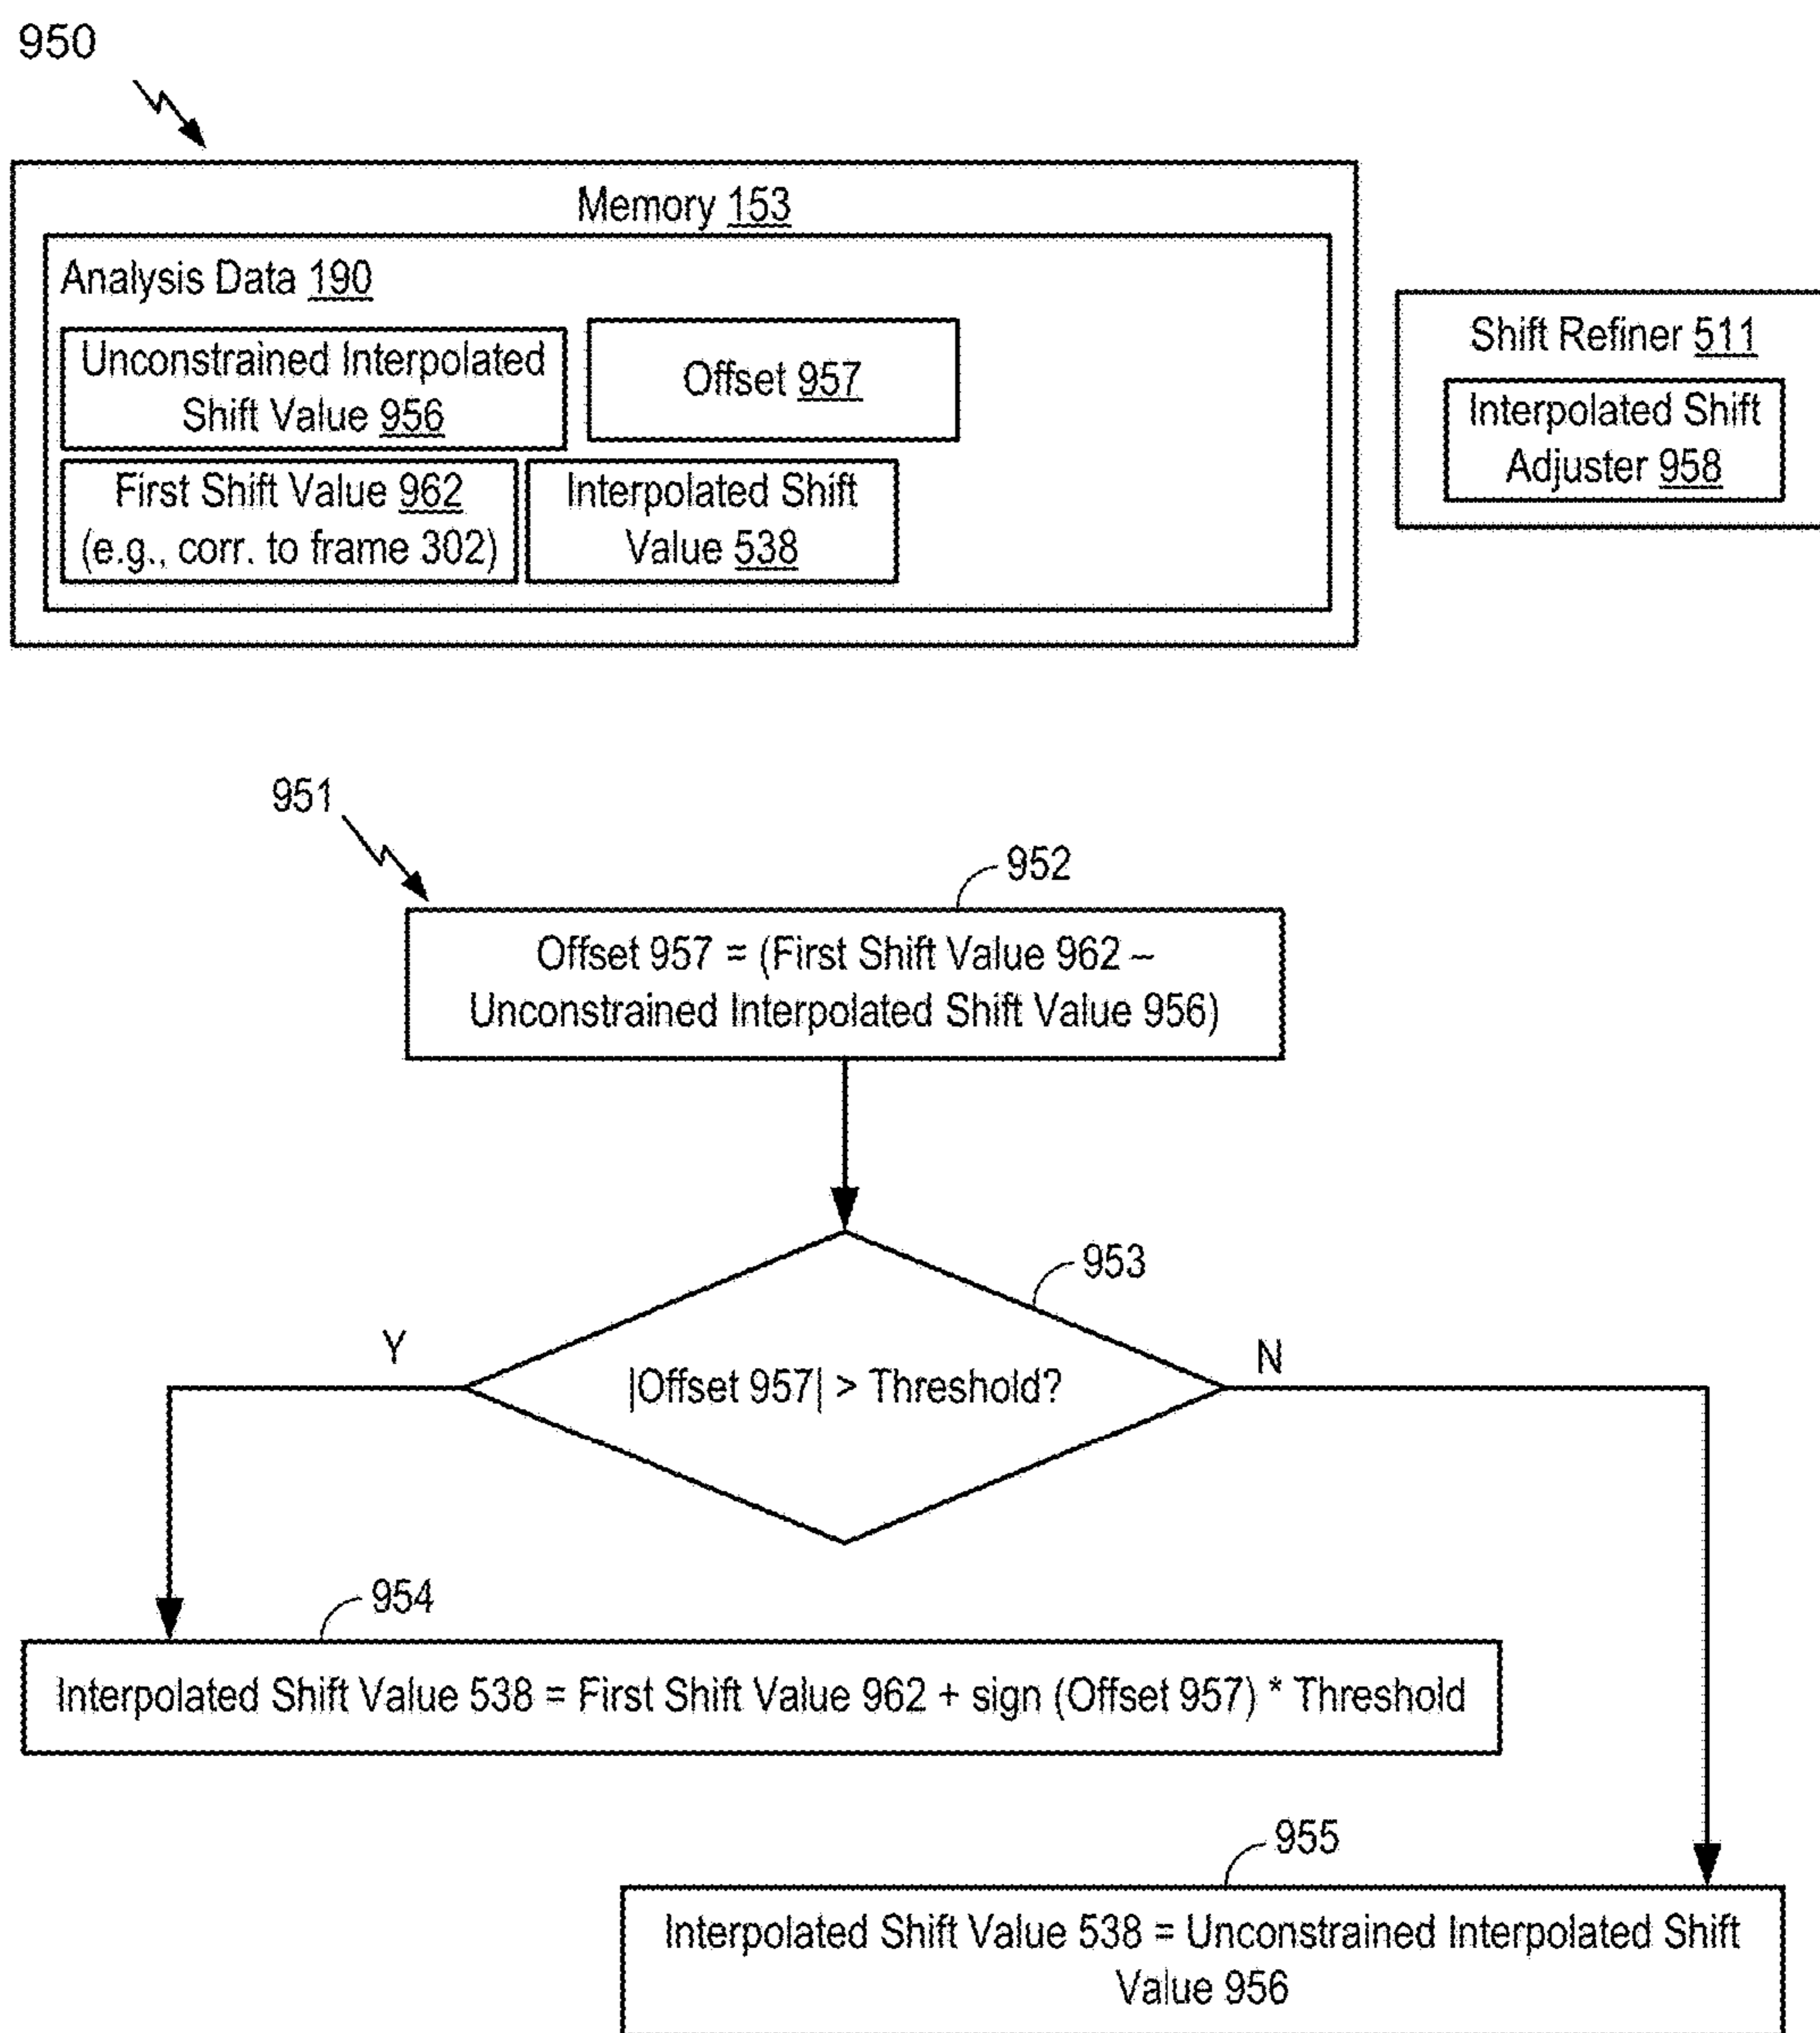 950
Memory 153
Analysis Data 190
Unconstrained Interpolated
Shift Value 956
Offset 957
First Shift Value 962
(e.g., corr. to frame 302)
Interpolated Shift
Value 538
Shift Refiner 511
Interpolated Shift
Adjuster 958
951
952
Offset 957 = (First Shift Value 962 –
Unconstrained Interpolated Shift Value 956)
953
|Offset 957| > Threshold?
Y
N
954
Interpolated Shift Value 538 = First Shift Value 962 + sign (Offset 957) * Threshold
955
Interpolated Shift Value 538 = Unconstrained Interpolated Shift
Value 956